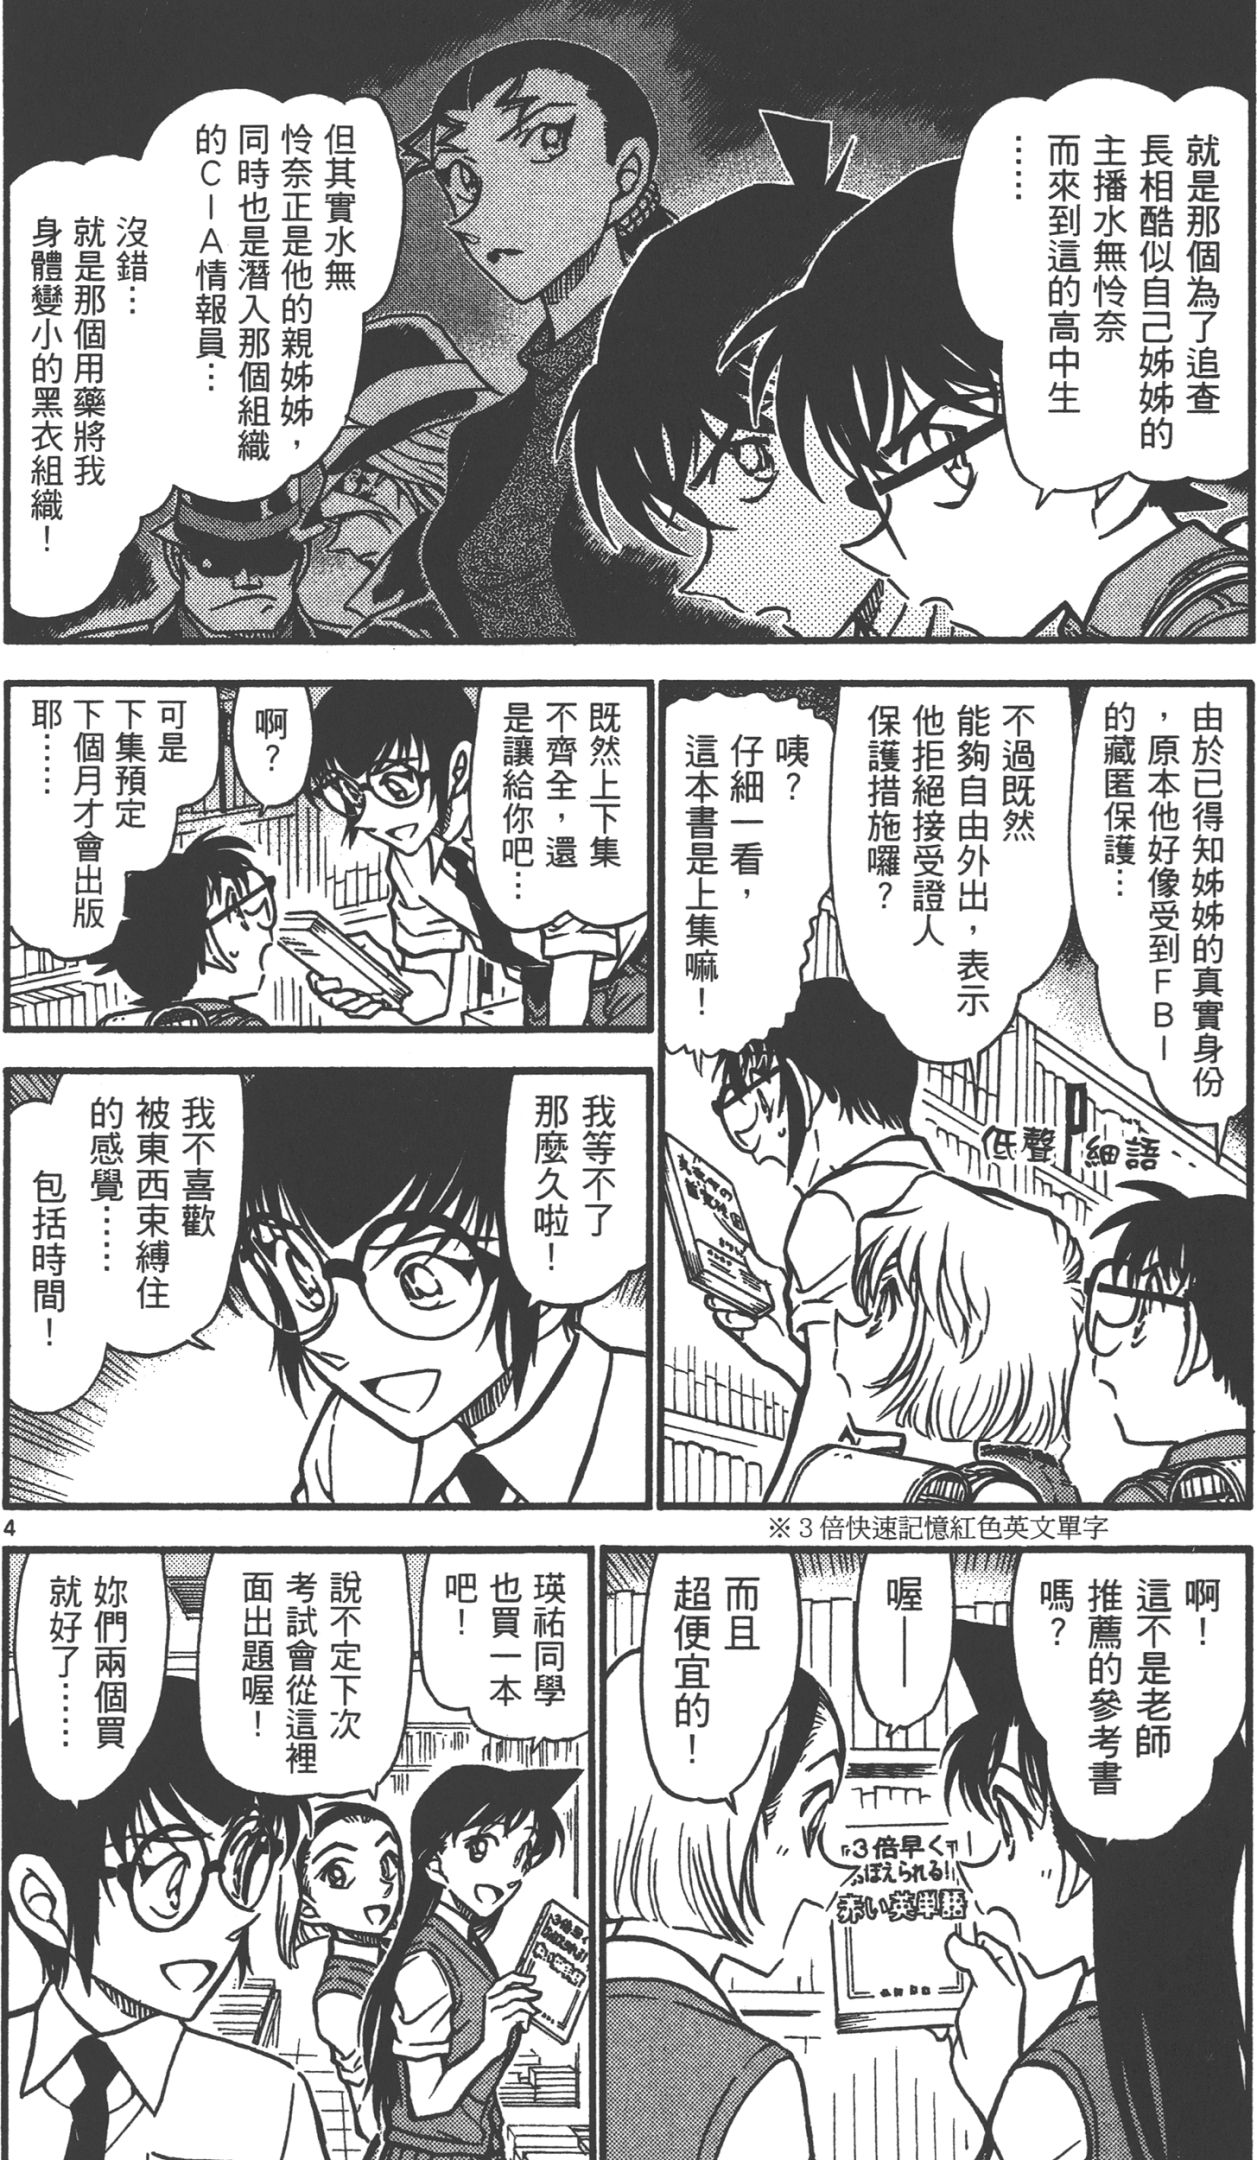 就是那個為了追查
長相酷似自己姊姊的
主播水無怜奈
而來到這的高中生
……
但其實水無
怜奈正是他的親姊姊，
同時也是潛入那個組織
的CIA情報員…
沒錯…
就是那個用藥將我
身體變小的黑衣組織！
由於已得知姊姊的真實身份
，原本他好像受到FBI
的藏匿保護…
不過既然
能夠自由外出，表示
他拒絕接受證人
保護措施囉？
低聲
細語
咦？
仔細一看，
這本書是上集嘛！
既然上下集
不齊全，還
是讓給你吧…
啊？
可是
下集預定
下個月才會出版
耶……
我等不了
那麼久啦！
我不喜歡
被東西束縛住
的感覺……
包括時間！
4
※3倍快速記憶紅色英文單字
啊！
這不是老師
推薦的參考書
嗎？
喔—
而且
超便宜的！
3倍早く
ぼえられる!!
赤い英単語
瑛祐同學
也買一本
吧！
說不定下次
考試會從這裡
面出題喔！
妳們兩個買
就好了……